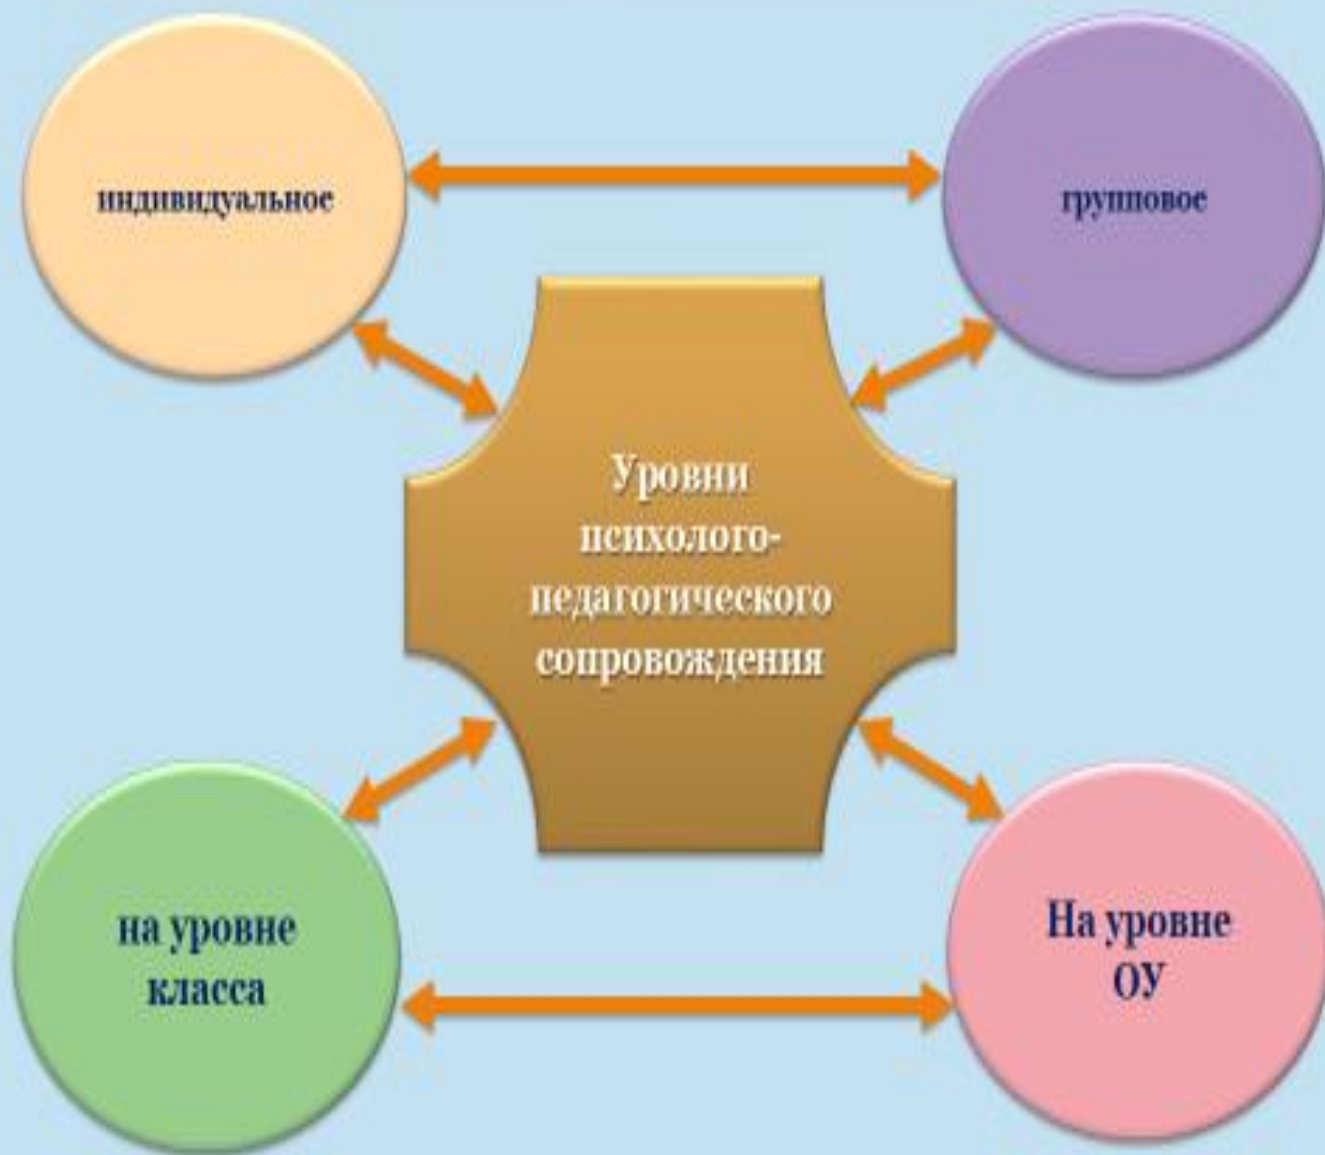 индивидуальное
групповое
Уровни
психолого-
педагогического
сопровождения
на уровне
класса
На уровне
ОУ